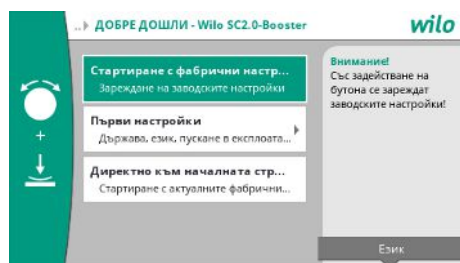 ..▸ ДОБРЕ ДОШЛИ - Wilo SC2.0-Booster
wilo
Стартиране с фабрични настр...
Зареждане на заводските настройки
Първи настройки
Държава, език, пускане в експлоата...
Директно към началната стр...
Стартиране с актуалните фабрични...
Внимание!
Със задействане на
бутона се зареждат
заводските настройки!
+
Език